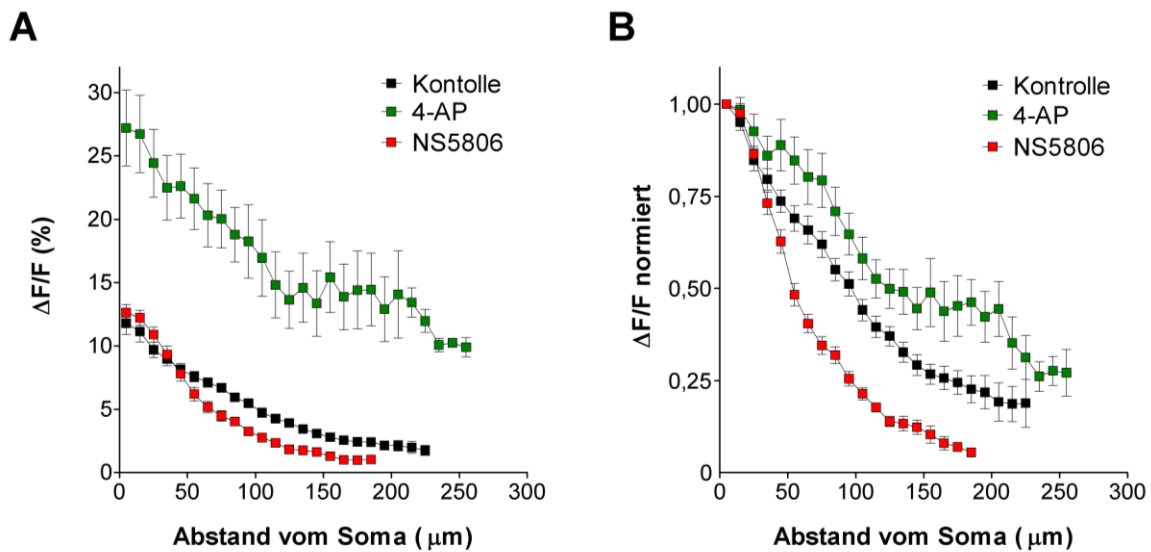 A
ΔF/F (%)
30
25
20
15
10
5
0
0 50 100 150 200 250 300
Abstand vom Soma ( μm)
Kontolle
4-AP
NS5806
B
ΔF/F normiert
1,00
0,75
0,50
0,25
0
0 50 100 150 200 250 300
Abstand vom Soma ( μm)
Kontrolle
4-AP
NS5806